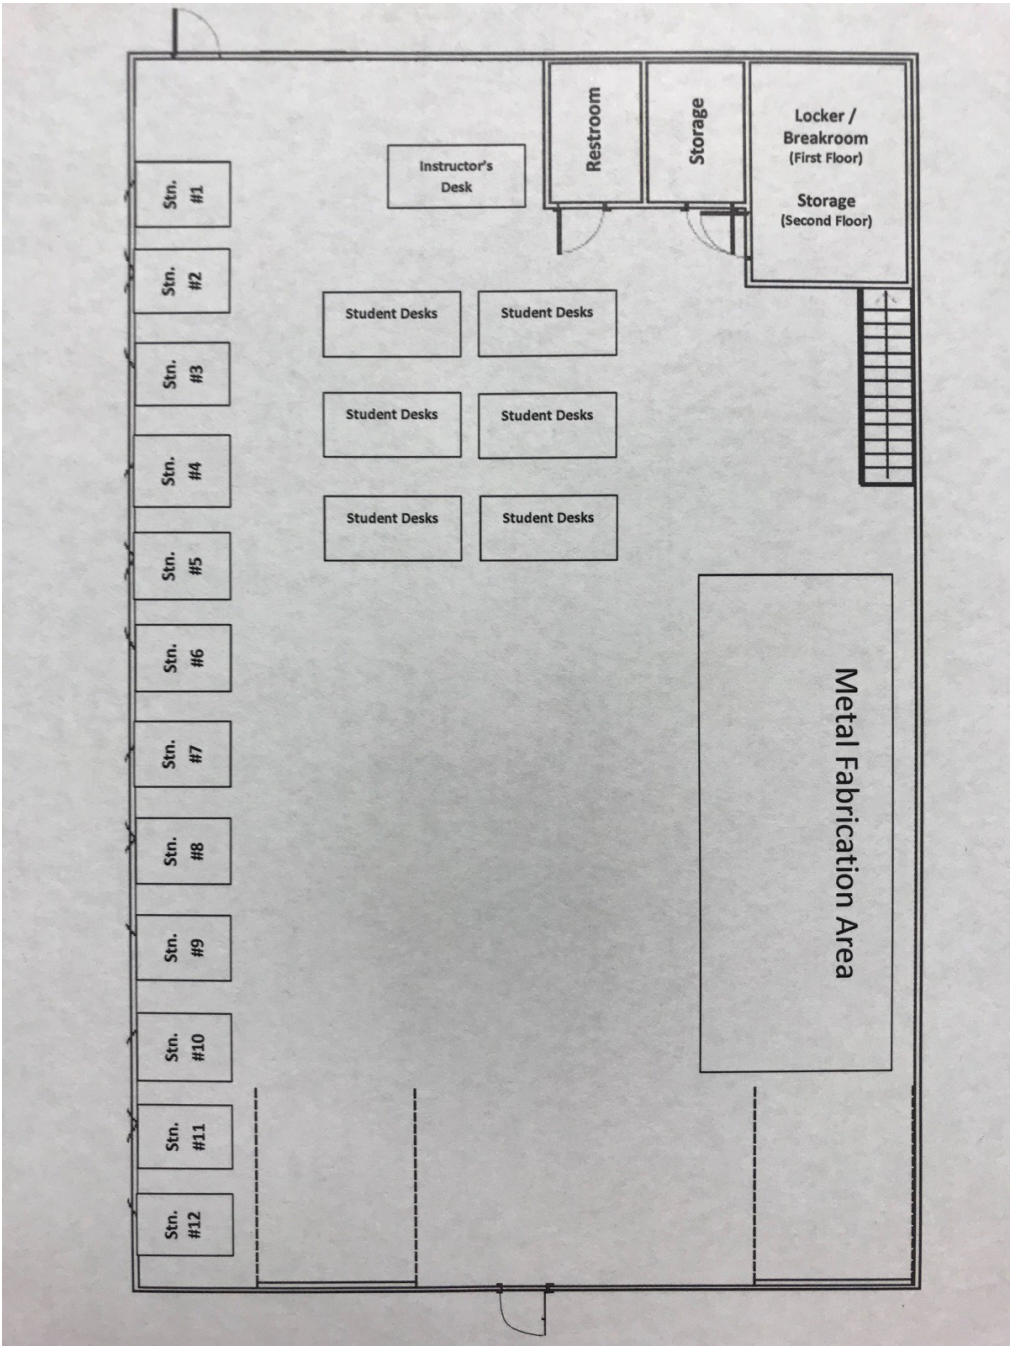 Restroom
Storage
Locker /
Breakroom
(First Floor)
Storage
(Second Floor)
Instructor's
Desk
Stn.
#1
Stn.
#2
Student Desks
Student Desks
Stn.
#3
Student Desks
Student Desks
Stn.
#4
Student Desks
Student Desks
Stn.
#5
Stn.
#6
Stn.
#7
Metal Fabrication Area
Stn.
#8
Stn.
#9
Stn.
#10
Stn.
#11
Stn.
#12